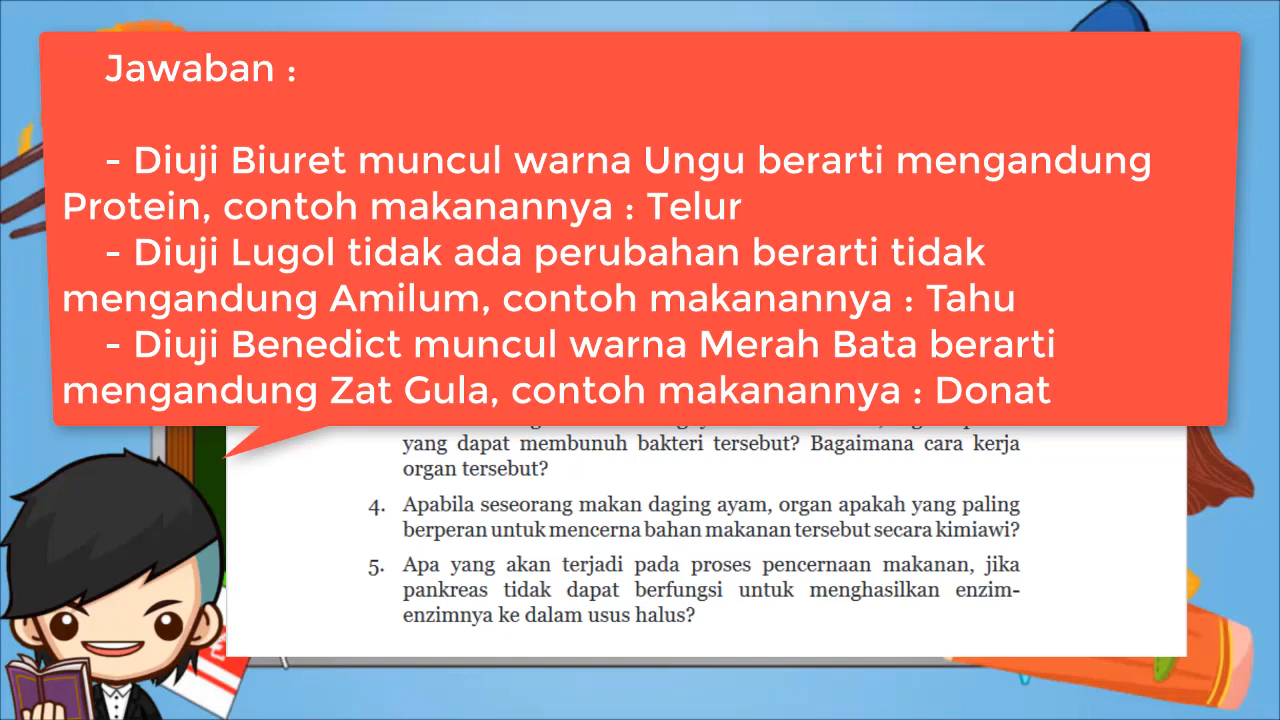 Jawaban :
- Diuji Biuret muncul warna Ungu berarti mengandung
Protein, contoh makanannya : Telur
- Diuji Lugol tidak ada perubahan berarti tidak
mengandung Amilum, contoh makanannya : Tahu
- Diuji Benedict muncul warna Merah Bata berarti
mengandung Zat Gula, contoh makanannya : Donat
yang dapat membunuh bakteri tersebut? Bagaimana cara kerja
organ tersebut?
4. Apabila seseorang makan daging ayam, organ apakah yang paling
berperan untuk mencerna bahan makanan tersebut secara kimiawi?
5. Apa yang akan terjadi pada proses pencernaan makanan, jika
pankreas tidak dapat berfungsi untuk menghasilkan enzim-
enzimnya ke dalam usus halus?